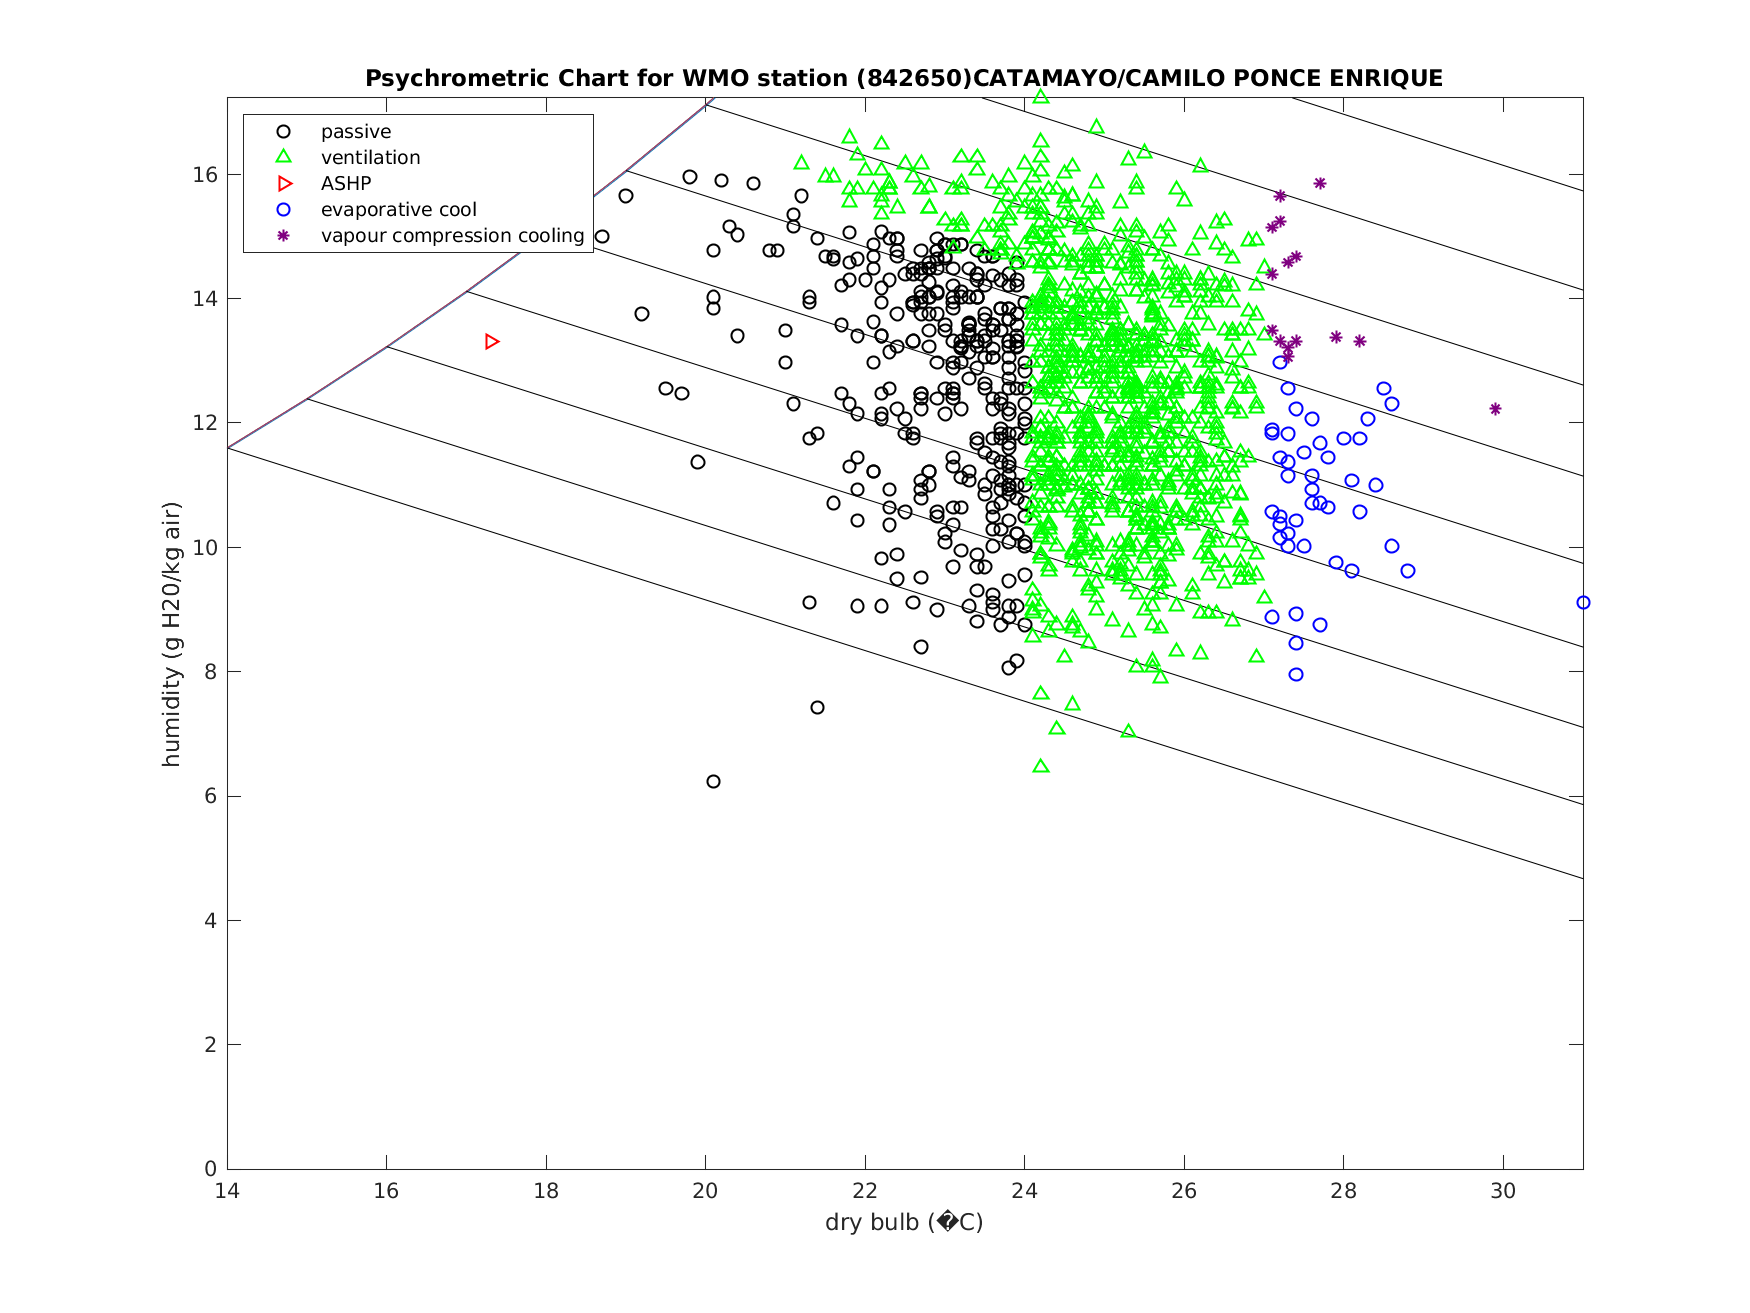 Psychrometric Chart for WMO station (842650)CATAMAYO/CAMILO PONCE ENRIQUE
passive
ventilation
ASHP
evaporative cool
vapour compression cooling
humidity (g H20/kg air)
16
14
12
10
8
6
4
2
0
14 16 18 20 22 24 26 28 30
dry bulb (�C)